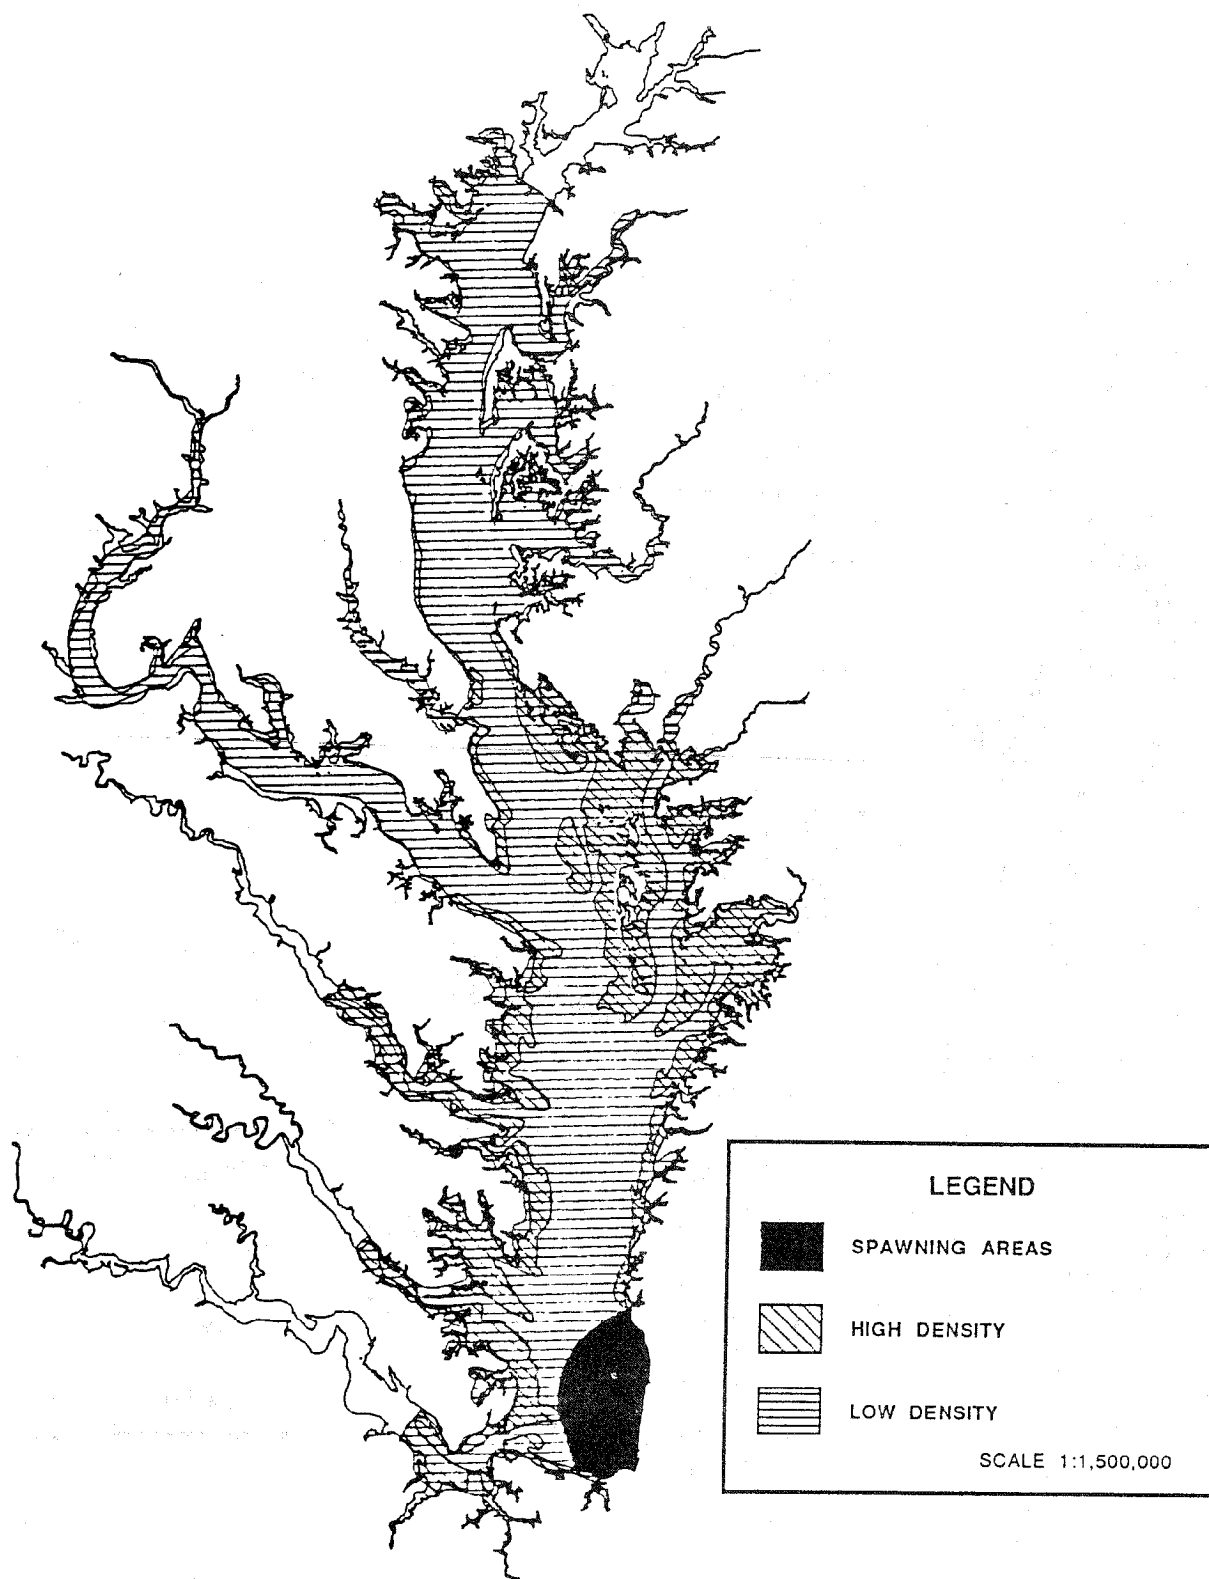 LEGEND
SPAWNING AREAS
HIGH DENSITY
LOW DENSITY
SCALE 1:1,500,000